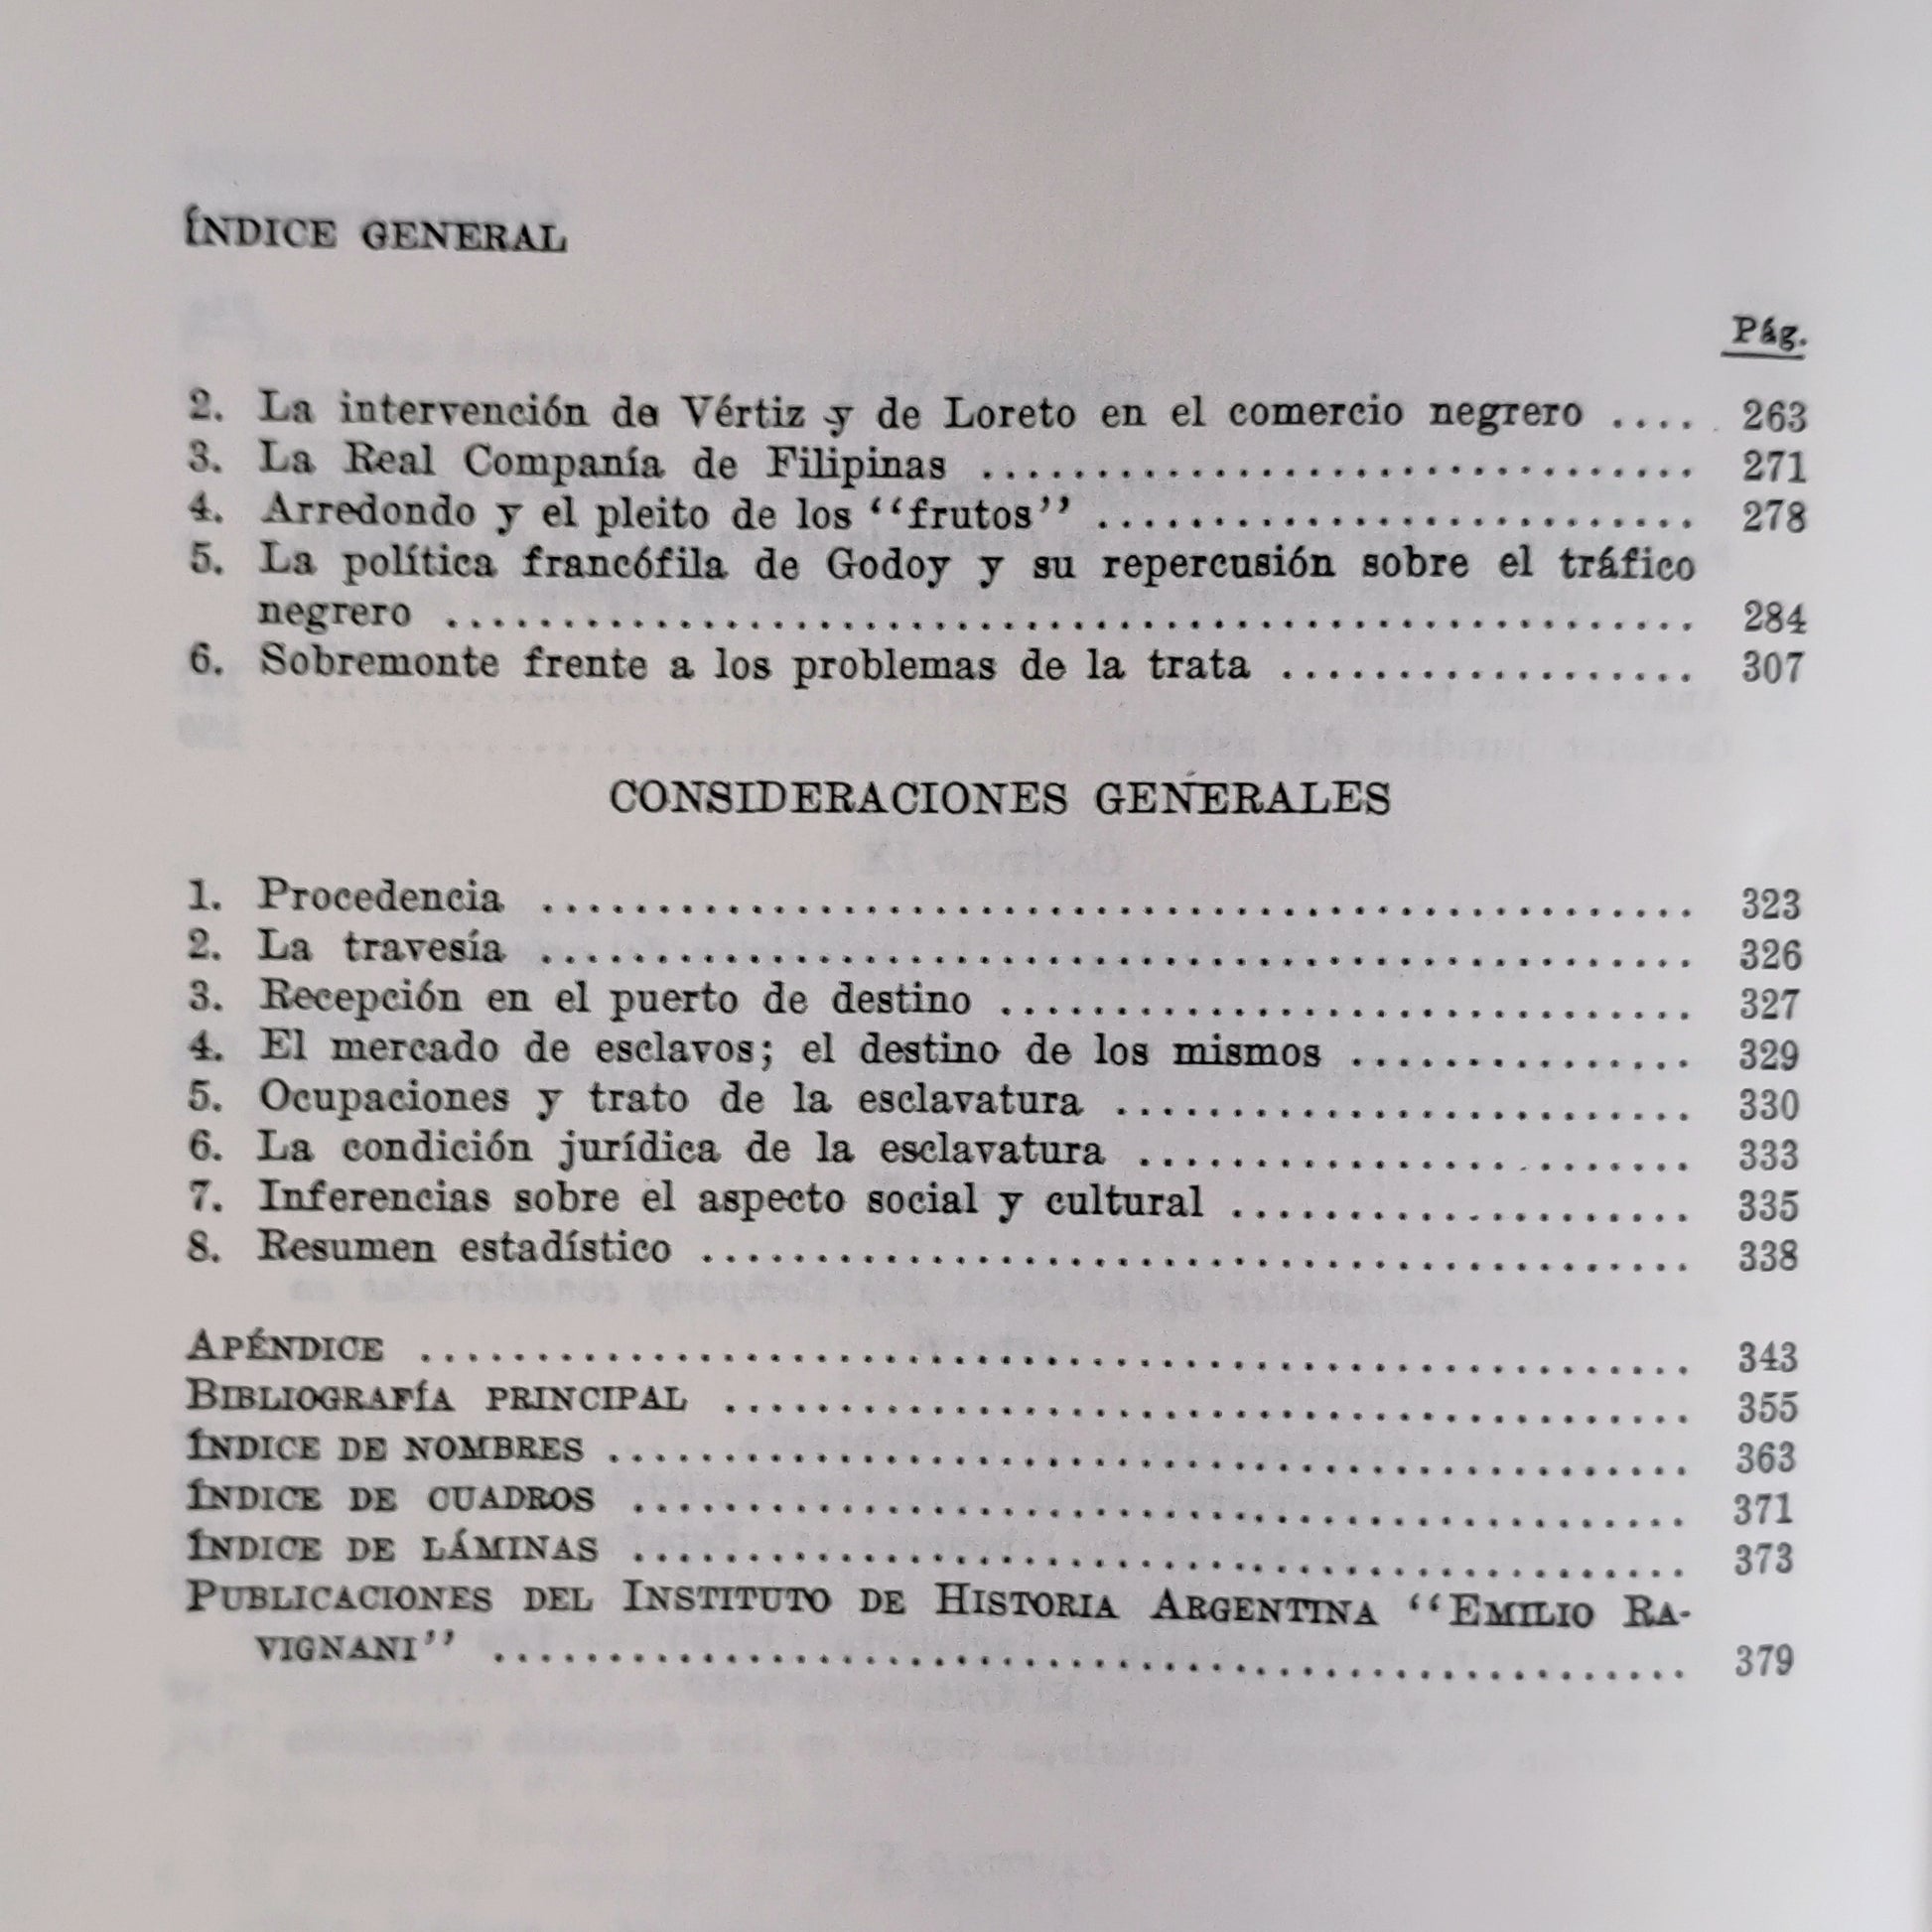 ÍNDICE GENERAL
Pág.
2. La intervención de Vértiz y de Loreto en el comercio negrero .... 263
3. La Real Companía de Filipinas ............................... 271
4. Arredondo y el pleito de los ‘‘frutos’’ .......................... 278
5. La política francófila de Godoy y su repercusión sobre el tráfico
negrero ...................................................... 284
6. Sobremonte frente a los problemas de la trata .................. 307
CONSIDERACIONES GENERALES
1. Procedencia .................................................. 323
2. La travesía .................................................. 326
3. Recepción en el puerto de destino .............................. 327
4. El mercado de esclavos; el destino de los mismos ............... 329
5. Ocupaciones y trato de la esclavatura ......................... 330
6. La condición jurídica de la esclavatura ........................ 333
7. Inferencias sobre el aspecto social y cultural .................... 335
8. Resumen estadístico ........................................... 338
APÉNDICE ....................................................... 343
BIBLIOGRAFÍA PRINCIPAL .......................................... 355
ÍNDICE DE NOMBRES ............................................... 363
ÍNDICE DE CUADROS .............................................. 371
ÍNDICE DE LÁMINAS .............................................. 373
PUBLICACIONES DEL INSTITUTO DE HISTORIA ARGENTINA ‘‘EMILIO RA-
VIGNANI’’ .................................................... 379